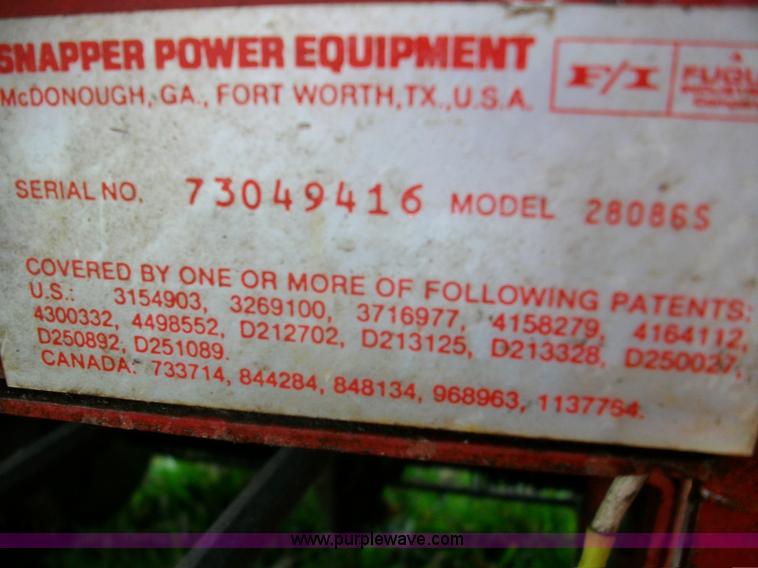 SNAPPER POWER EQUIPMENT
McDONOUGH, GA., FORT WORTH, TX., U.S.A.
F/I
SERIAL NO. 73049416 MODEL 28086S
COVERED BY ONE OR MORE OF FOLLOWING PATENTS:
U.S.: 3154903, 3269100, 3716977, 4158279, 4164112,
4300332, 4498552, D212702, D213125, D213328, D250027,
D250892, D251089.
CANADA: 733714, 844284, 848134, 968963, 1137764.
www.purplewave.com